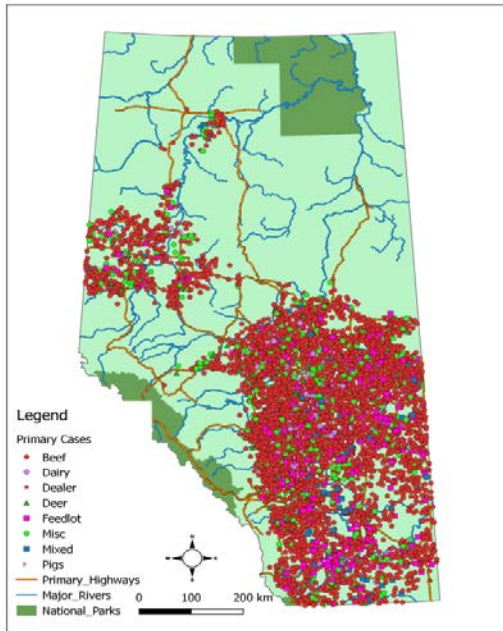 Legend
Primary Cases
Beef
Dairy
Dealer
Deer
Feedlot
Misc
Mixed
Pigs
Primary_Highways
Major_Rivers
National_Parks
N
W E
S
0 100 200 km